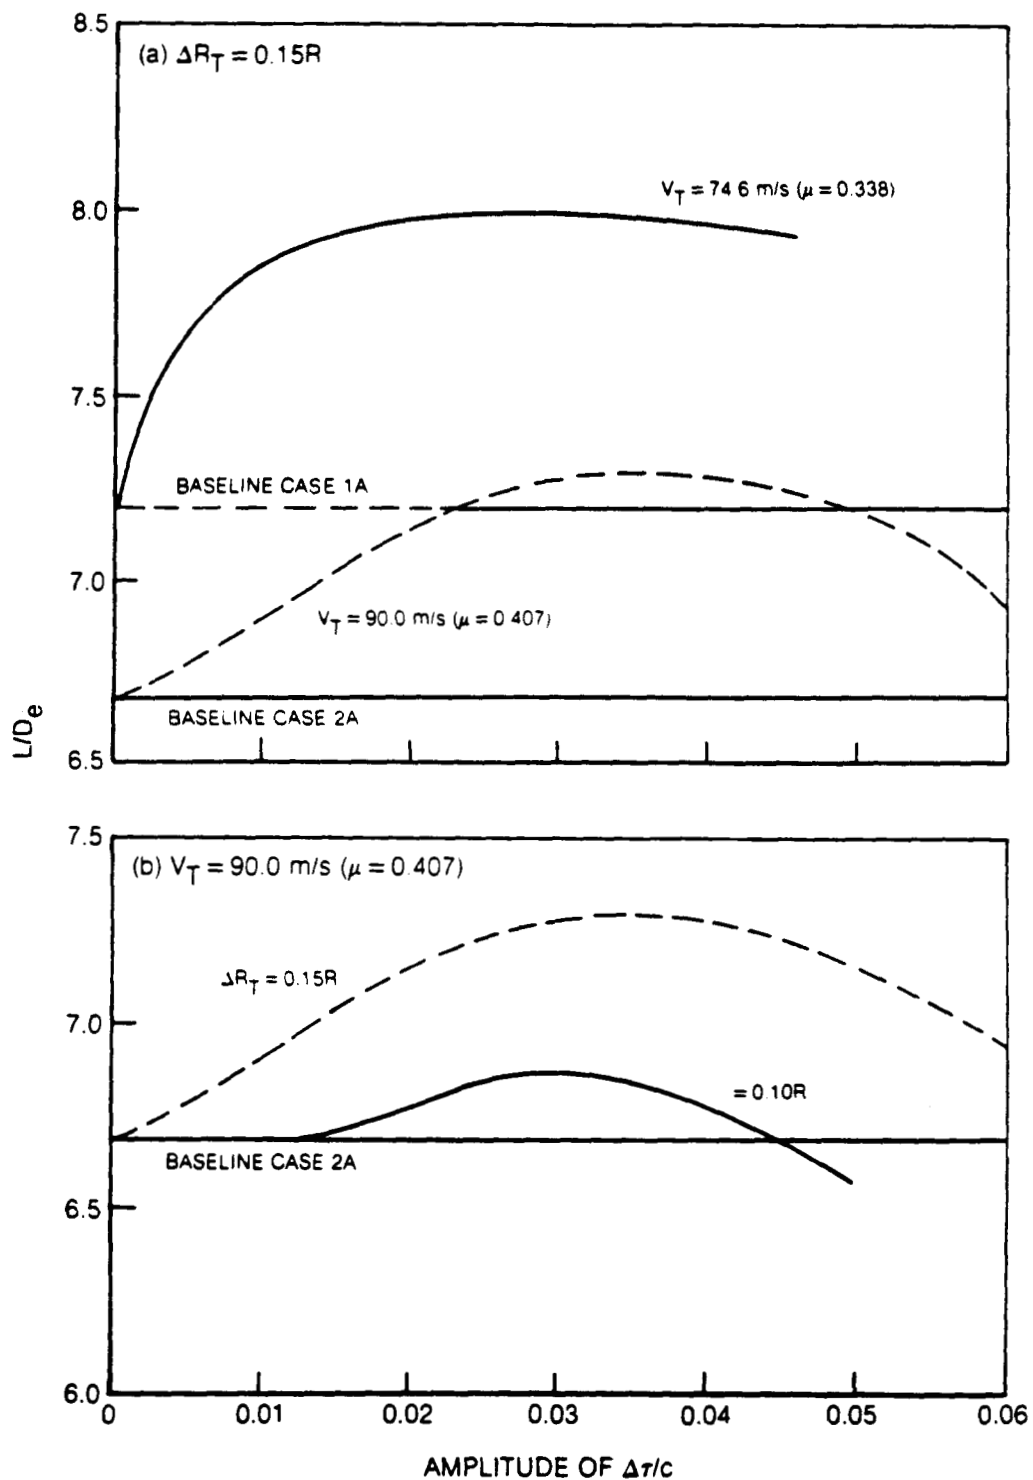 8.5
(a) ΔR_T = 0.15R
V_T = 74 6 m/s (μ = 0.338)
8.0
7.5
BASELINE CASE 1A
7.0
V_T = 90.0 m/s (μ = 0 407)
BASELINE CASE 2A
6.5
L/D_e
7.5
(b) V_T = 90.0 m/s (μ = 0.407)
ΔR_T = 0.15R
7.0
= 0.10R
BASELINE CASE 2A
6.5
6.0
0 0.01 0.02 0.03 0.04 0.05 0.06
AMPLITUDE OF Δτ/c